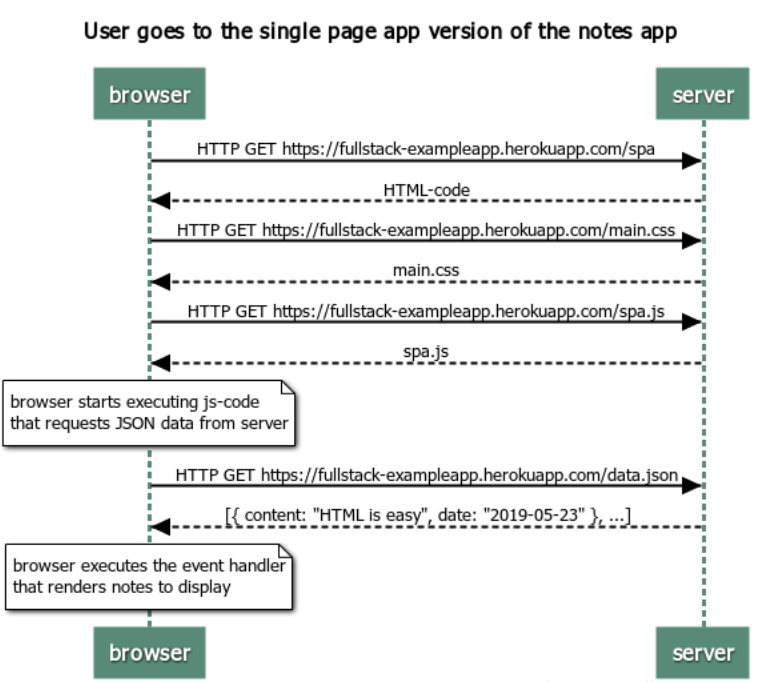 User goes to the single page app version of the notes app
browser
server
HTTP GET https://fullstack-exampleapp.herokuapp.com/spa
HTML-code
HTTP GET https://fullstack-exampleapp.herokuapp.com/main.css
main.css
HTTP GET https://fullstack-exampleapp.herokuapp.com/spa.js
spa.js
browser starts executing js-code
that requests JSON data from server
HTTP GET https://fullstack-exampleapp.herokuapp.com/data.json
[{ content: "HTML is easy", date: "2019-05-23" }, ...]
browser executes the event handler
that renders notes to display
browser
server